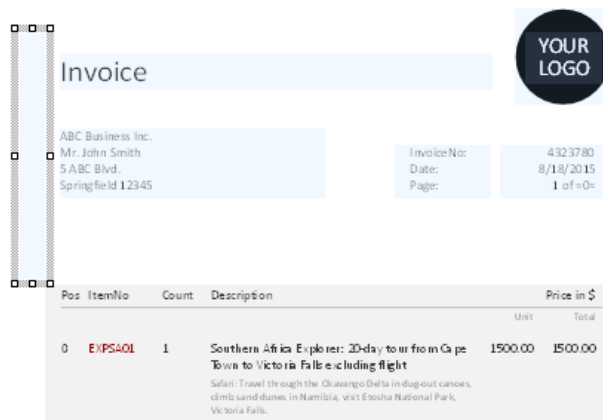 YOUR
LOGO
Invoice
ABC Business Inc.
Mr. John Smith
5 ABC Blvd.
Springfield 12345
InvoiceNo: 4323780
Date: 8/18/2015
Page: 1 of «0»
Pos ItemNo Count Description Price in $
Unit Total
0 EXPSA01 1 Southern Africa Explorer: 20-day tour from Cape 1500.00 1500.00
Town to Victoria Falls excluding flight
Safari: Travel through the Okavango Delta in dug-out canoes,
climb sand dunes in Namibia, visit Etosha National Park,
Victoria Falls.